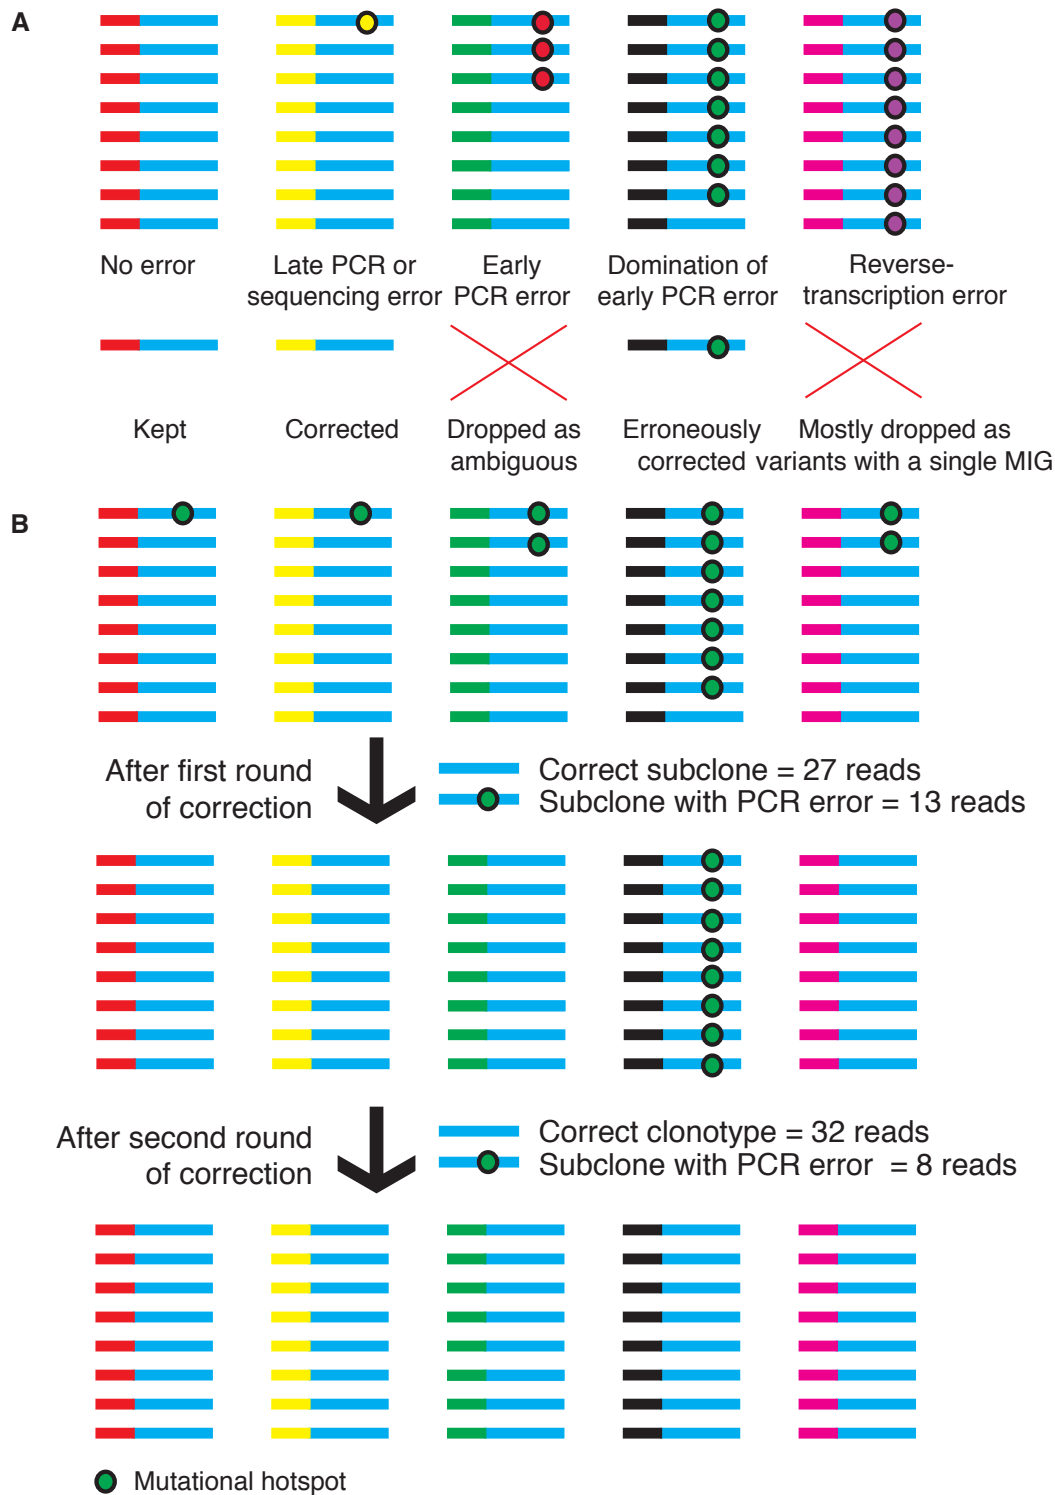 A
No error
Late PCR or
sequencing error
Early
PCR error
Domination of
early PCR error
Reverse-
transcription error
Kept
Corrected
Dropped as
ambiguous
Erroneously
corrected
Mostly dropped as
variants with a single MIG
B
After first round
of correction
Correct subclone = 27 reads
Subclone with PCR error = 13 reads
After second round
of correction
Correct clonotype = 32 reads
Subclone with PCR error = 8 reads
Mutational hotspot